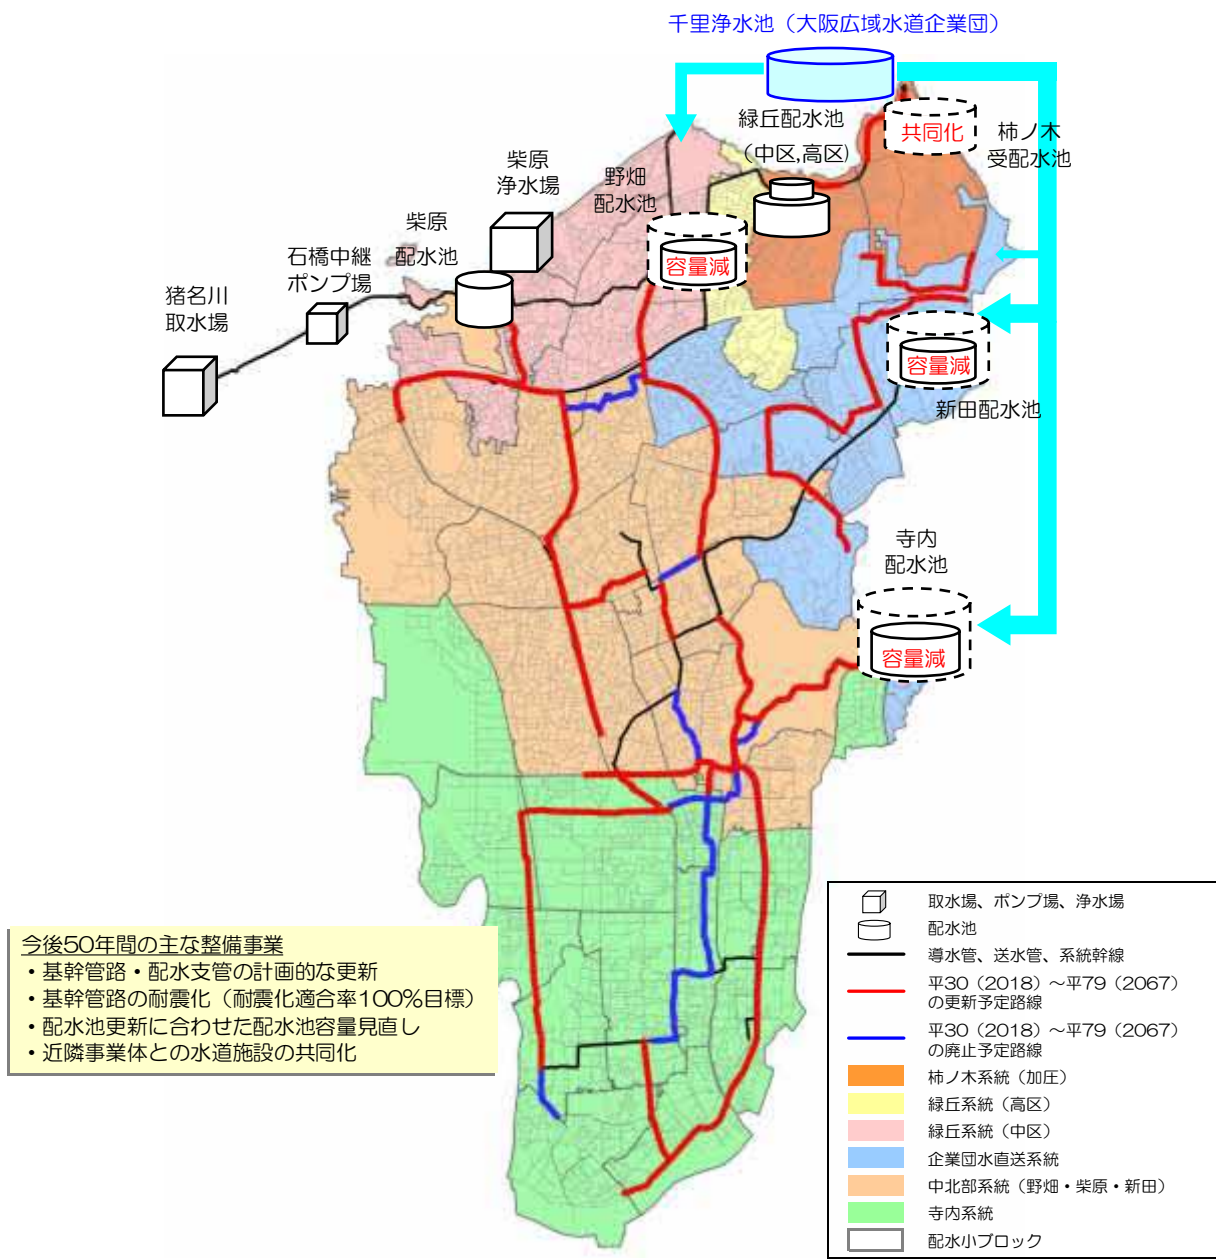 千里浄水池（大阪広域水道企業団）
緑丘配水池
（中区,高区）
共同化
柿ノ木
受配水池
柴原
浄水場
野畑
配水池
柴原
配水池
石橋中継
ポンプ場
容量減
猪名川
取水場
容量減
新田配水池
寺内
配水池
容量減
今後50年間の主な整備事業
・基幹管路・配水支管の計画的な更新
・基幹管路の耐震化（耐震化適合率100%目標）
・配水池更新に合わせた配水池容量見直し
・近隣事業体との水道施設の共同化
取水場、ポンプ場、浄水場
配水池
導水管、送水管、系統幹線
平30（2018）～平79（2067）
の更新予定路線
平30（2018）～平79（2067）
の廃止予定路線
柿ノ木系統（加圧）
緑丘系統（高区）
緑丘系統（中区）
企業団水直送系統
中北部系統（野畑・柴原・新田）
寺内系統
配水小ブロック